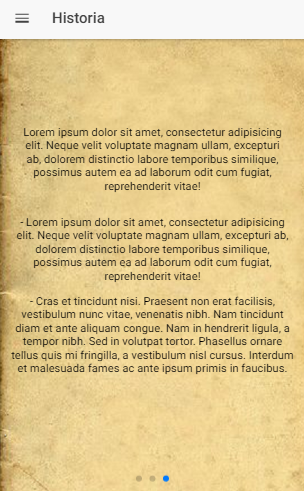 Historia
Lorem ipsum dolor sit amet, consectetur adipisicing
elit. Neque velit voluptate magnam ullam, excepturi
ab, dolorem distinctio labore temporibus similique,
possimus autem ea ad laborum odit cum fugiat,
reprehenderit vitae!
- Lorem ipsum dolor sit amet, consectetur adipisicing
elit. Neque velit voluptate magnam ullam, excepturi ab,
dolorem distinctio labore temporibus similique,
possimus autem ea ad laborum odit cum fugiat,
reprehenderit vitae!
- Cras et tincidunt nisi. Praesent non erat facilisis,
vestibulum nunc vitae, venenatis nibh. Nam tincidunt
diam et ante aliquam congue. Nam in hendrerit ligula, a
tempor nibh. Sed in volutpat tortor. Phasellus ornare
tellus quis mi fringilla, a vestibulum nisl cursus. Interdum
et malesuada fames ac ante ipsum primis in faucibus.